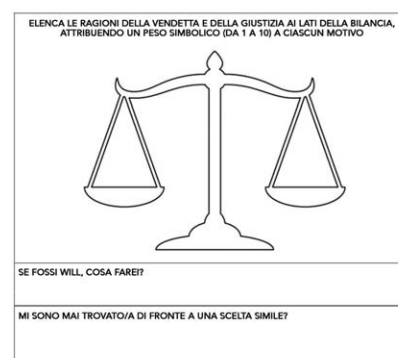 ELENCA LE RAGIONI DELLA VENDETTA E DELLA GIUSTIZIA AI LATI DELLA BILANCIA,
ATTRIBUENDO UN PESO SIMBOLICO (DA 1 A 10) A CIASCUN MOTIVO
SE FOSSI WILL, COSA FAREI?
MI SONO MAI TROVATO/A DI FRONTE A UNA SCELTA SIMILE?